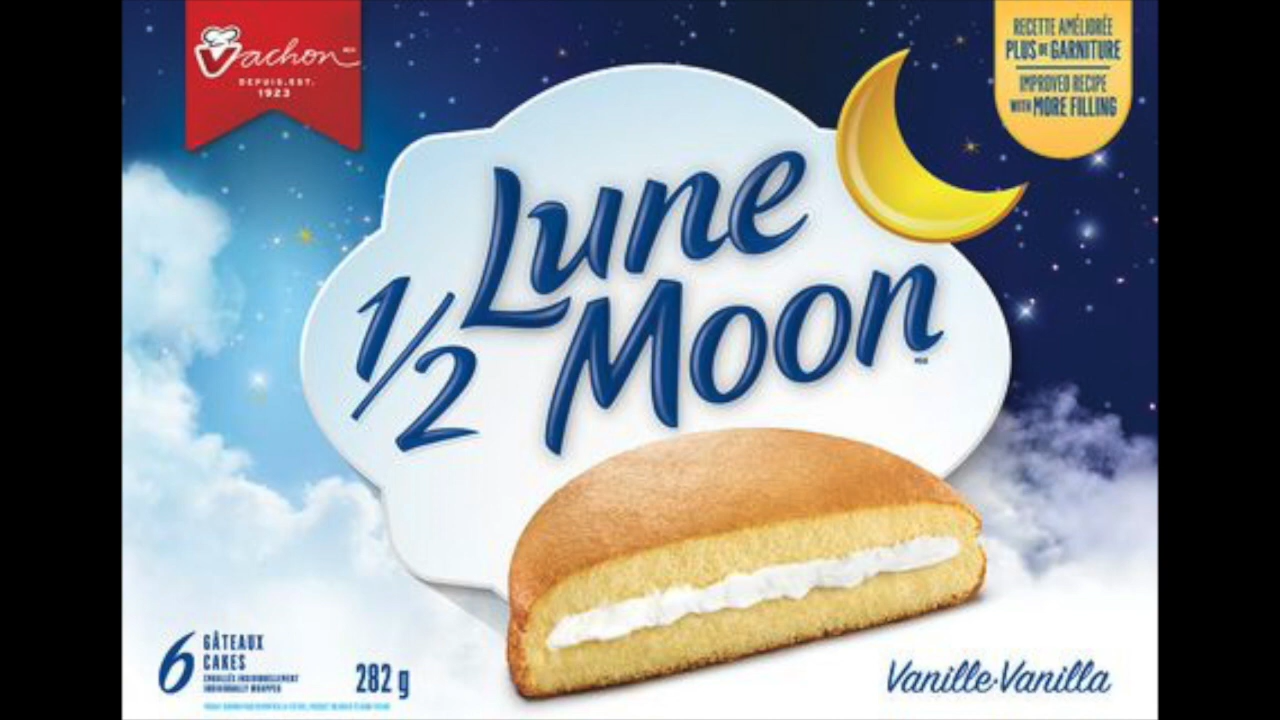 Vachon
DEPUIS.EST.
1923
RECETTE AMÉLIORÉE
PLUS DE GARNITURE
IMPROVED RECIPE
WITH MORE FILLING
1/2 Lune
Moon
6 GÂTEAUX
CAKES
EMBALLÉS INDIVIDUELLEMENT
INDIVIDUALLY WRAPPED
282 g
Vanille·Vanilla